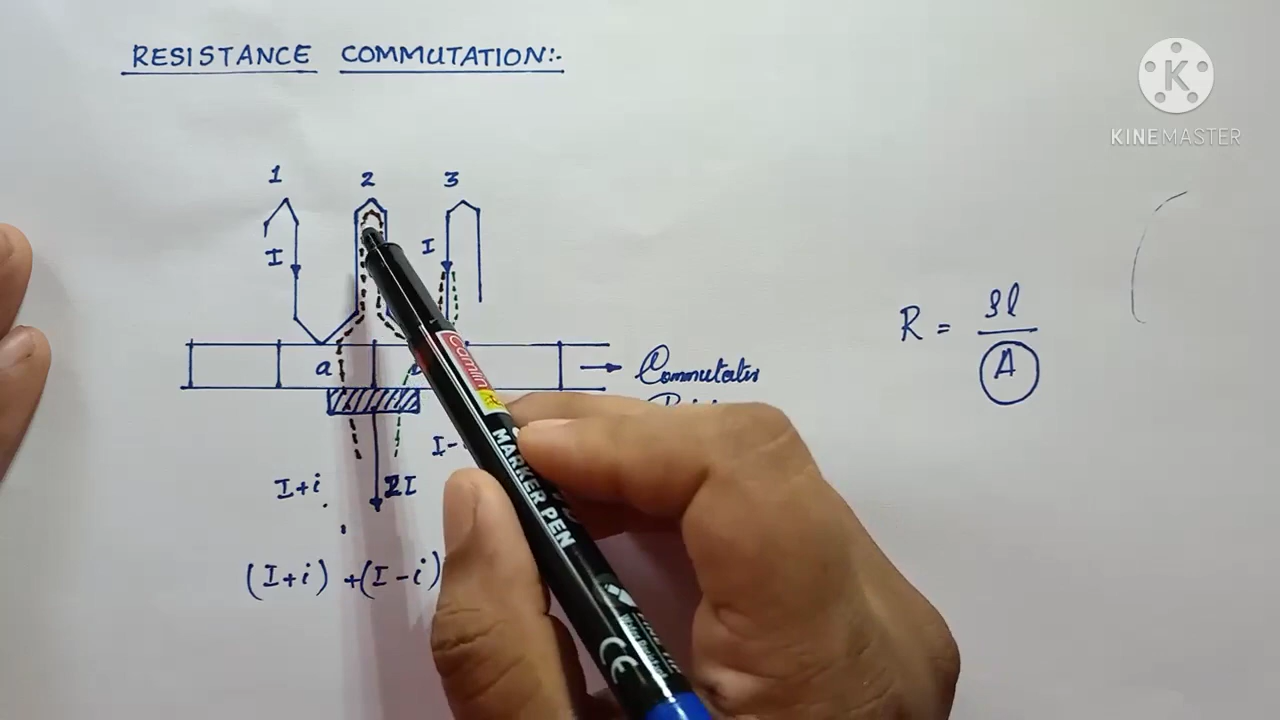 RESISTANCE COMMUTATION:-
K
KINEMASTER
1 2 3
I I
R = ρl
A
a
Commutator
I-
I+i 2I
(I+i) + (I-i)
Camlin
MARKER PEN
CE